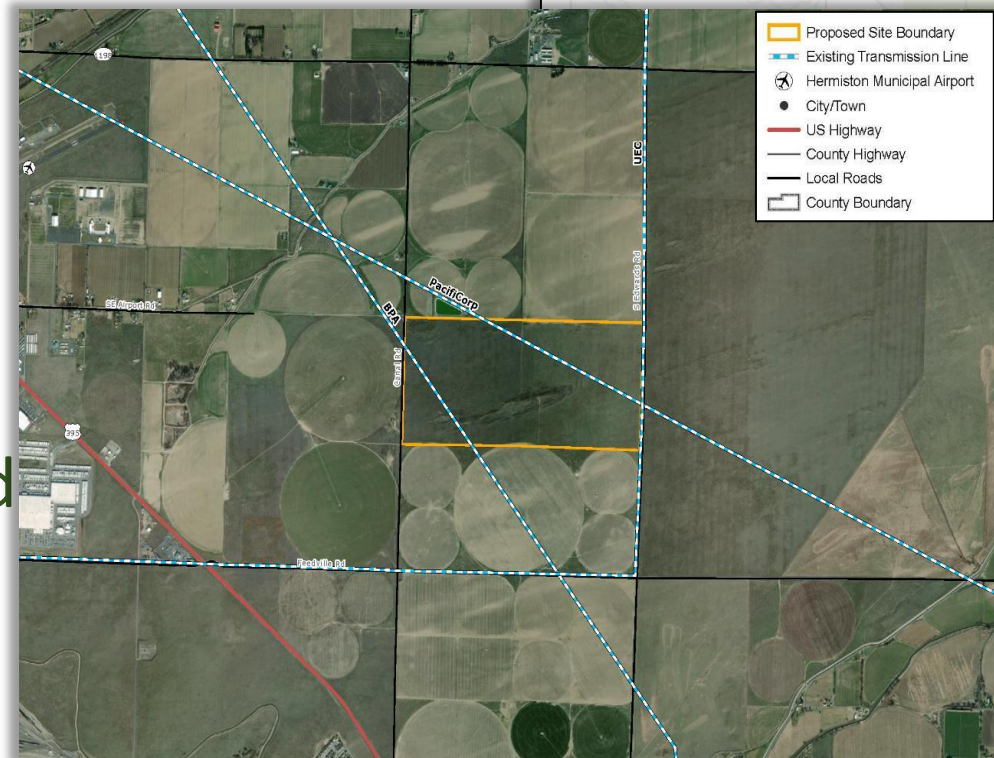 Proposed Site Boundary
Existing Transmission Line
Hermiston Municipal Airport
City/Town
US Highway
County Highway
Local Roads
County Boundary
UEC
S Edwards Rd
PacifiCorp
BPA
SE Airport Rd
Canal Rd
395
d
Feedville Rd